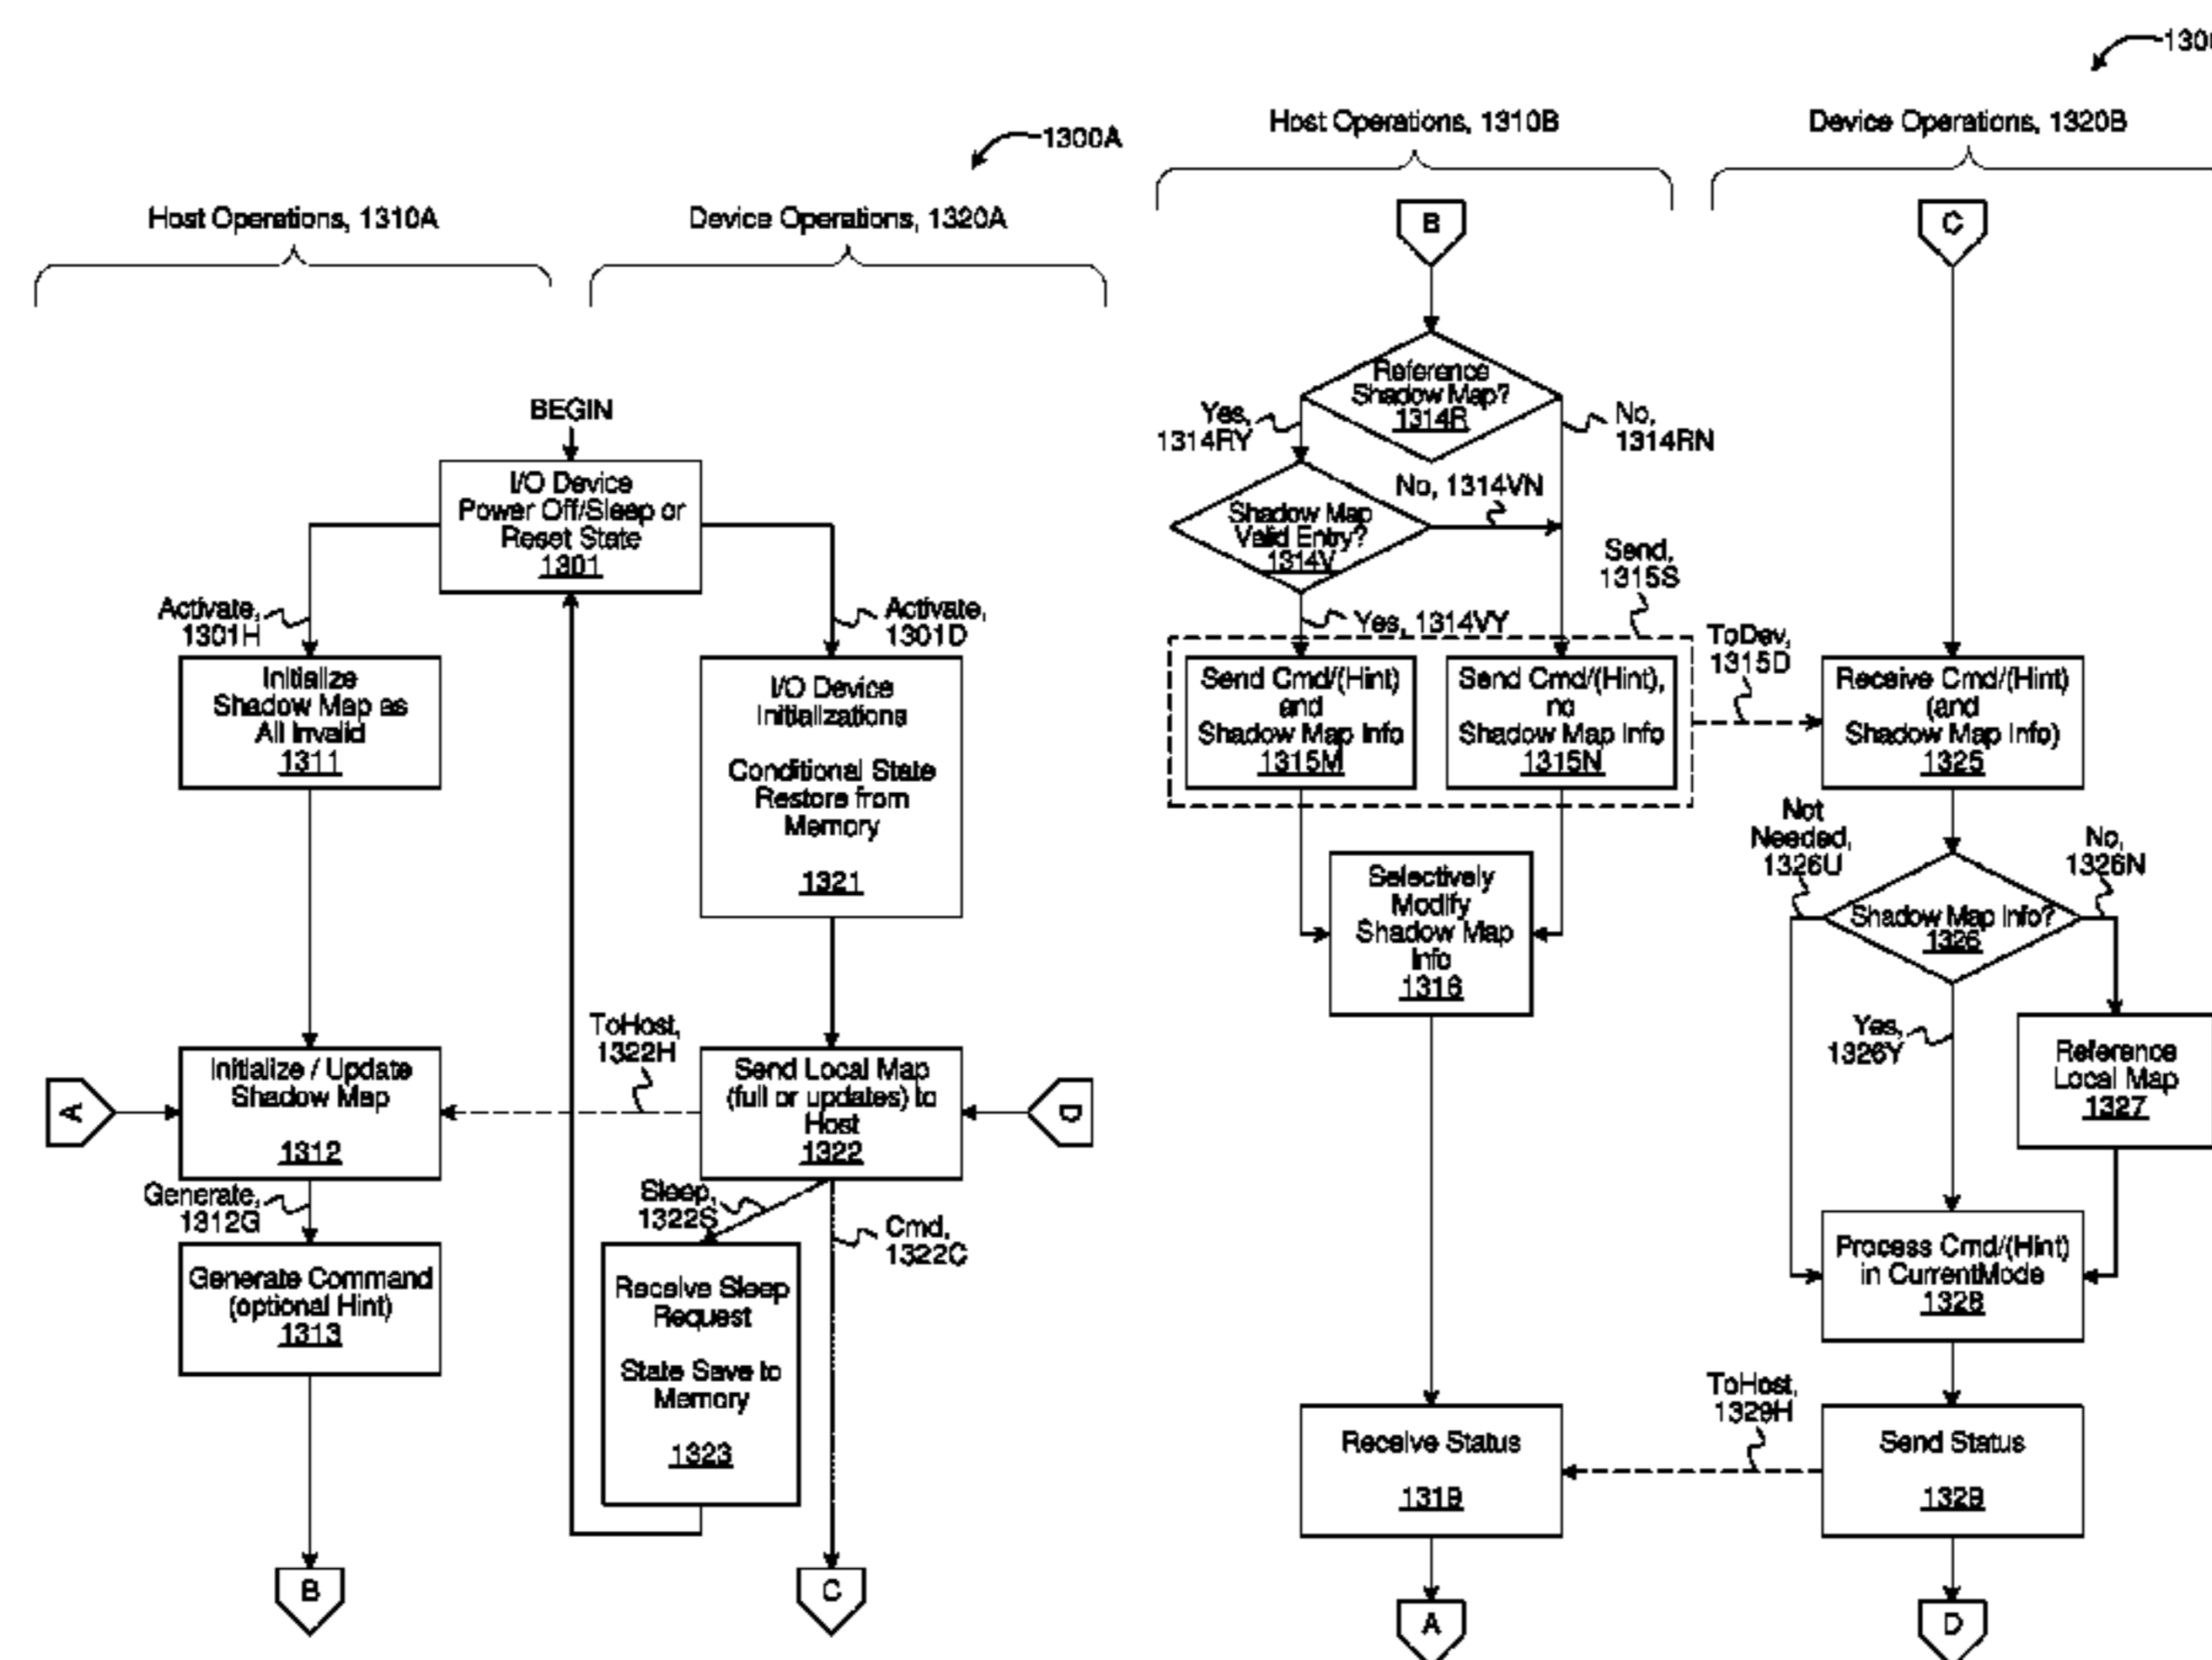 1300A
Host Operations, 1310A
Device Operations, 1320A
BEGIN
I/O Device
Power Off/Sleep or
Reset State
1301
Activate,
1301H
Activate,
1301D
Initialize
Shadow Map as
All Invalid
1311
I/O Device
Initializations
Conditional State
Restore from
Memory
1321
A
Initialize / Update
Shadow Map
1312
ToHost,
1322H
Send Local Map
(full or updates) to
Host
1322
D
Generate,
1312G
Sleep,
1322S
Cmd,
1322C
Generate Command
(optional Hint)
1313
Receive Sleep
Request
State Save to
Memory
1323
B
C
1300
Host Operations, 1310B
Device Operations, 1320B
B
C
Reference
Shadow Map?
1314R
Yes,
1314RY
No,
1314RN
No, 1314VN
Shadow Map
Valid Entry?
1314V
Send,
1315S
Yes, 1314VY
ToDev,
1315D
Send Cmd/(Hint)
and
Shadow Map Info
1315M
Send Cmd/(Hint),
no
Shadow Map Info
1315N
Receive Cmd/(Hint)
(and
Shadow Map Info)
1325
Not
Needed,
1326U
No,
1326N
Selectively
Modify
Shadow Map
Info
1316
Shadow Map Info?
1326
Yes,
1326Y
Reference
Local Map
1327
Process Cmd/(Hint)
in CurrentMode
1328
ToHost,
1329H
Receive Status
1319
Send Status
1329
A
D